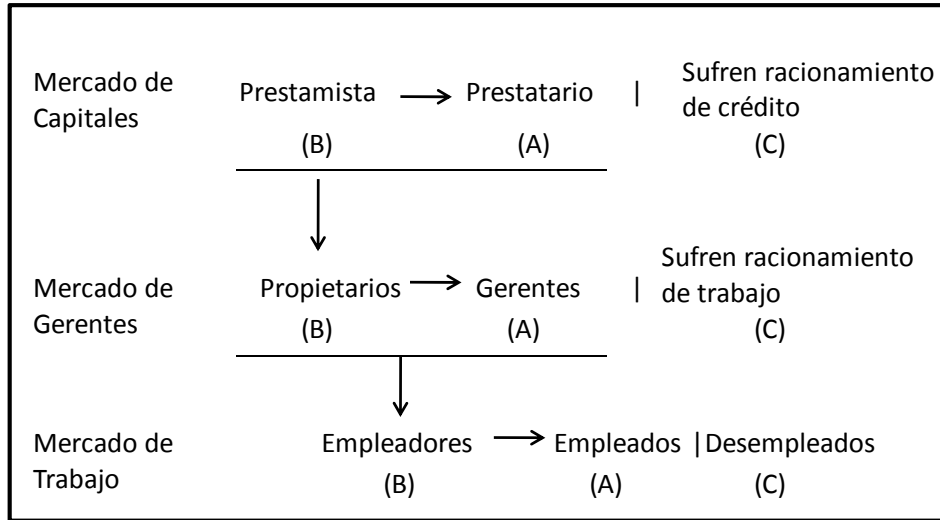 Mercado de
Capitales
Prestamista Prestatario | Sufren racionamiento
de crédito
(B) (A) (C)
Mercado de
Gerentes
Propietarios Gerentes | Sufren racionamiento
de trabajo
(B) (A) (C)
Mercado de
Trabajo
Empleadores Empleados | Desempleados
(B) (A) (C)